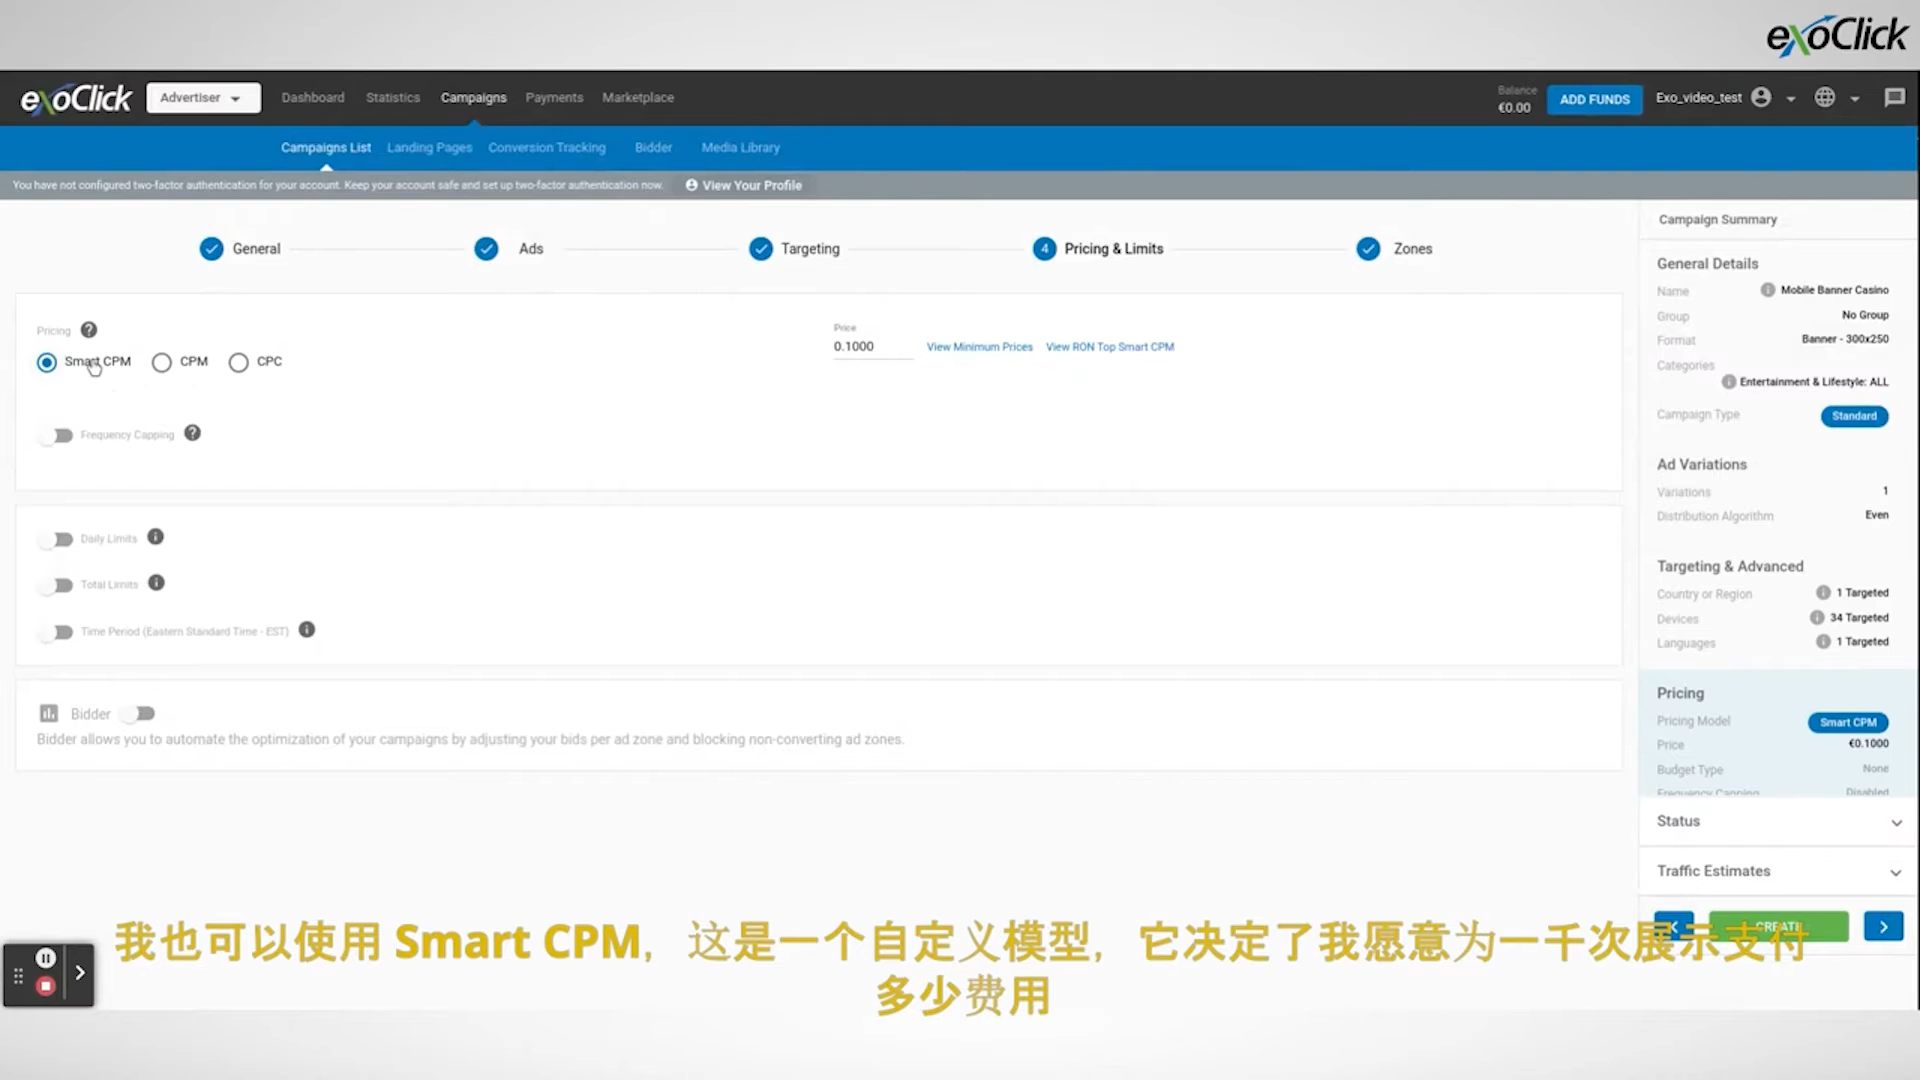 exoClick
exoClick
Advertiser
Dashboard
Statistics
Campaigns
Payments
Marketplace
Balance
€0.00
ADD FUNDS
Exo_video_test
Campaigns List
Landing Pages
Conversion Tracking
Bidder
Media Library
You have not configured two-factor authentication for your account. Keep your account safe and set up two-factor authentication now.
View Your Profile
General
Ads
Targeting
4 Pricing & Limits
Zones
Pricing
Smart CPM
CPM
CPC
Price
0.1000
View Minimum Prices
View RON Top Smart CPM
Frequency Capping
Daily Limits
Total Limits
Time Period (Eastern Standard Time - EST)
Bidder
Bidder allows you to automate the optimization of your campaigns by adjusting your bids per ad zone and blocking non-converting ad zones.
Campaign Summary
General Details
Name Mobile Banner Casino
Group No Group
Format Banner - 300x250
Categories
Entertainment & Lifestyle: ALL
Campaign Type Standard
Ad Variations
Variations 1
Distribution Algorithm Even
Targeting & Advanced
Country or Region 1 Targeted
Devices 34 Targeted
Languages 1 Targeted
Pricing
Pricing Model Smart CPM
Price €0.1000
Budget Type None
Frequency Capping Disabled
Status
Traffic Estimates
CREATE
我也可以使用 Smart CPM，这是一个自定义模型，它决定了我愿意为一千次展示支付
多少费用